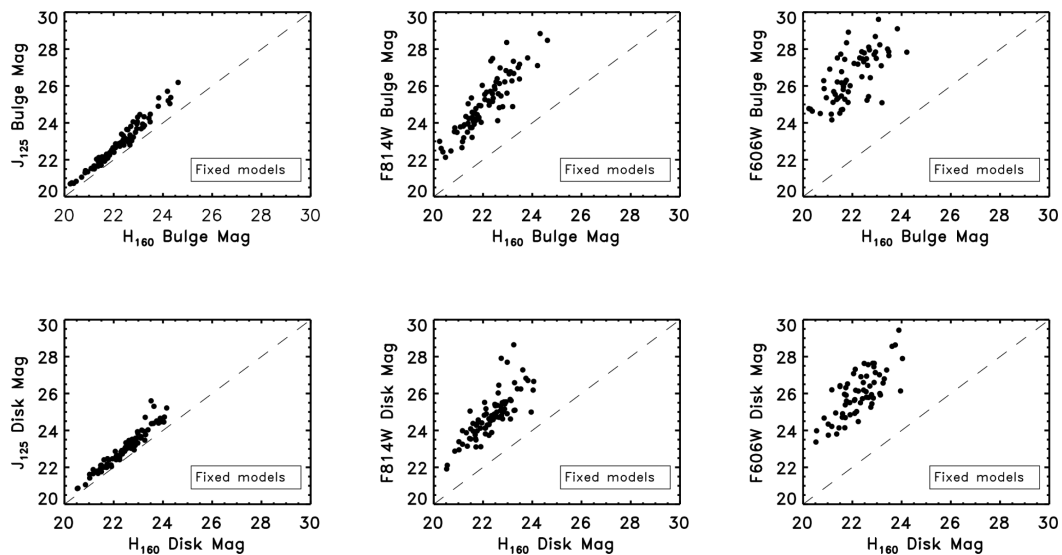 30
28
26
24
22
20
J125 Bulge Mag
Fixed models
20 22 24 26 28 30
H160 Bulge Mag
30
28
26
24
22
20
F814W Bulge Mag
Fixed models
20 22 24 26 28 30
H160 Bulge Mag
30
28
26
24
22
20
F606W Bulge Mag
Fixed models
20 22 24 26 28 30
H160 Bulge Mag
30
28
26
24
22
20
J125 Disk Mag
Fixed models
20 22 24 26 28 30
H160 Disk Mag
30
28
26
24
22
20
F814W Disk Mag
Fixed models
20 22 24 26 28 30
H160 Disk Mag
30
28
26
24
22
20
F606W Disk Mag
Fixed models
20 22 24 26 28 30
H160 Disk Mag